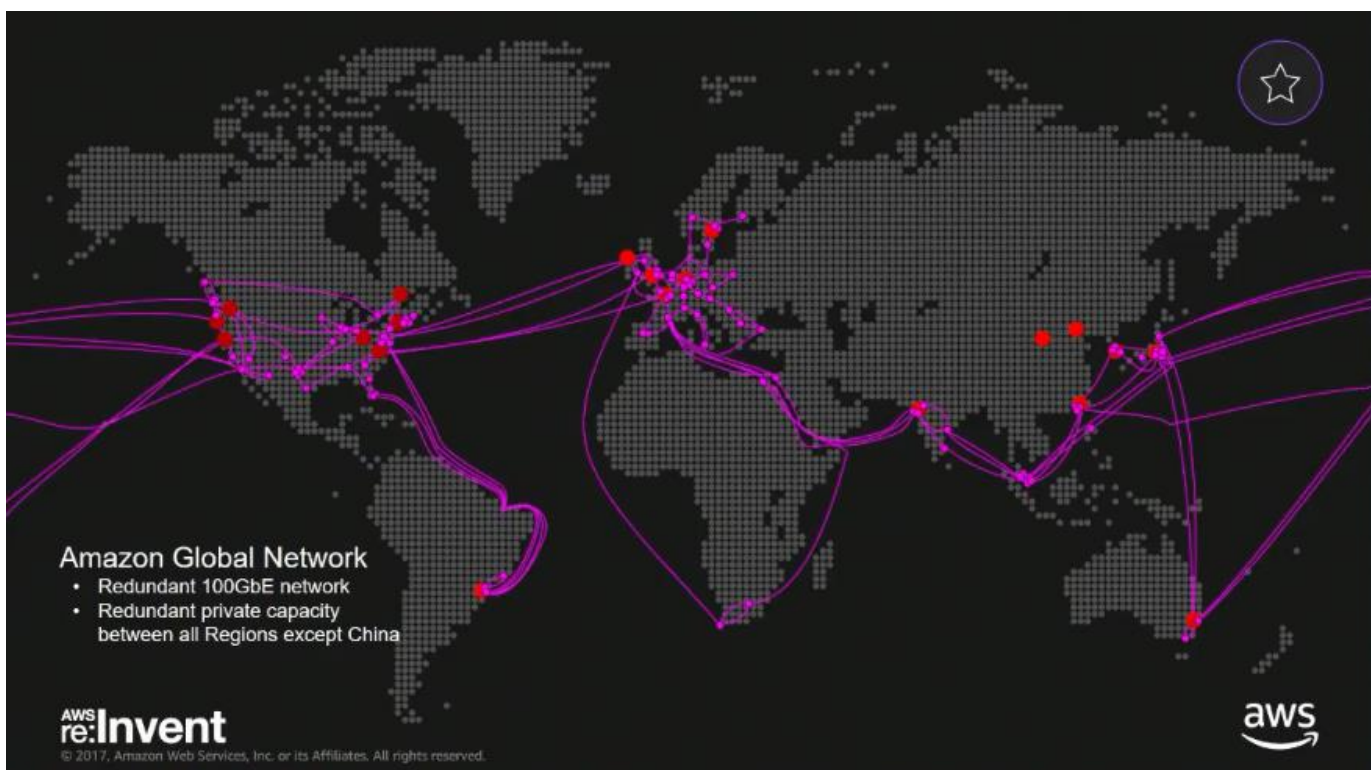 Amazon Global Network
• Redundant 100GbE network
• Redundant private capacity
between all Regions except China
AWS
re:Invent
© 2017, Amazon Web Services, Inc. or its Affiliates. All rights reserved.
aws